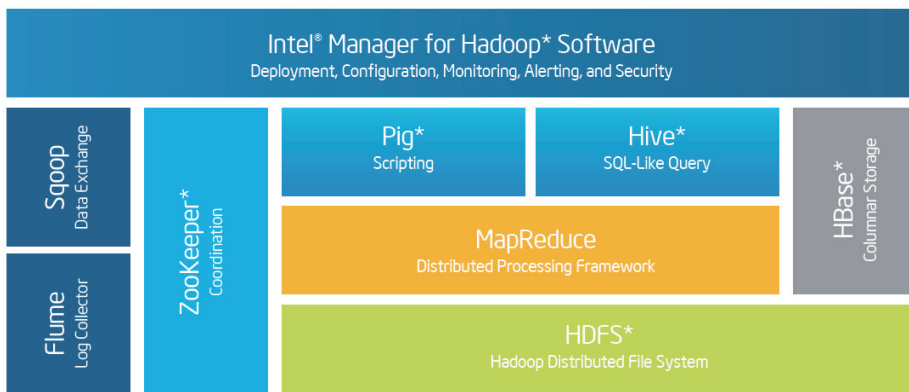 Intel® Manager for Hadoop* Software
Deployment, Configuration, Monitoring, Alerting, and Security
Sqoop
Data Exchange
Flume
Log Collector
ZooKeeper*
Coordination
Pig*
Scripting
Hive*
SQL-Like Query
MapReduce
Distributed Processing Framework
HBase*
Columnar Storage
HDFS*
Hadoop Distributed File System